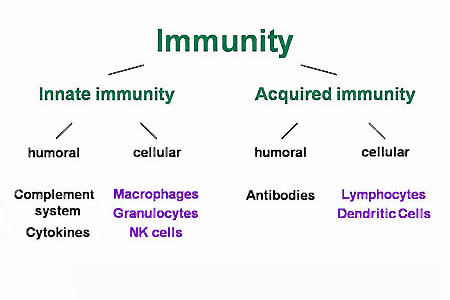 Immunity
Innate immunity
Acquired immunity
humoral
cellular
humoral
cellular
Complement
system
Cytokines
Macrophages
Granulocytes
NK cells
Antibodies
Lymphocytes
Dendritic Cells